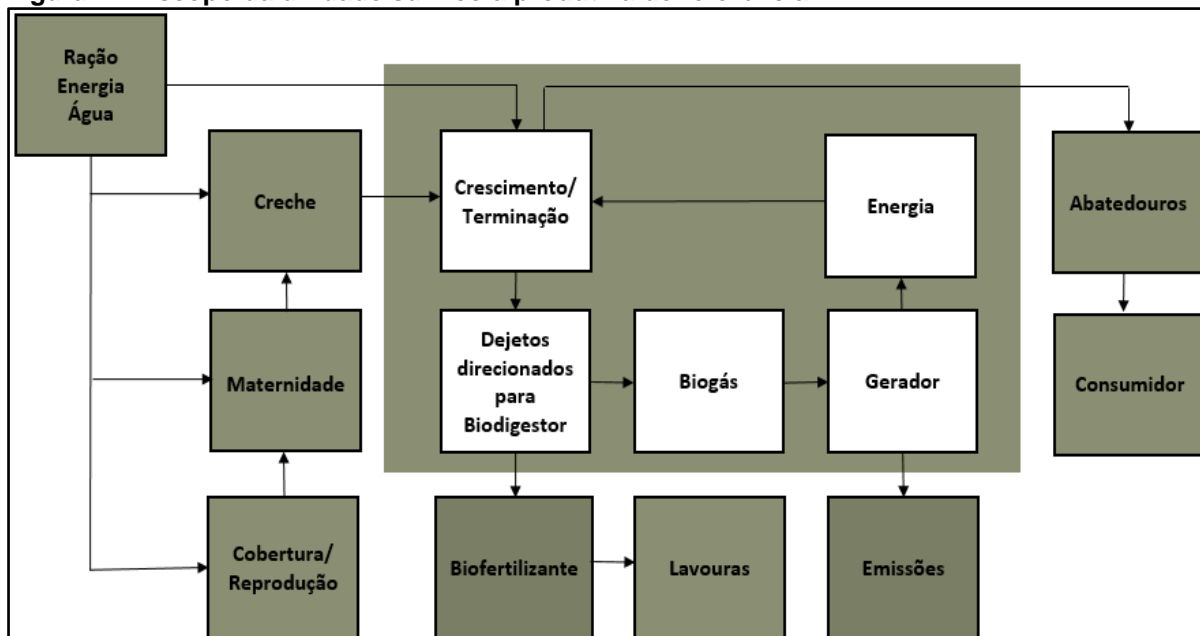 Ração
Energia
Água
Creche
Crescimento/
Terminação
Energia
Abatedouros
Maternidade
Dejetos
direcionados
para
Biodigestor
Biogás
Gerador
Consumidor
Cobertura/
Reprodução
Biofertilizante
Lavouras
Emissões